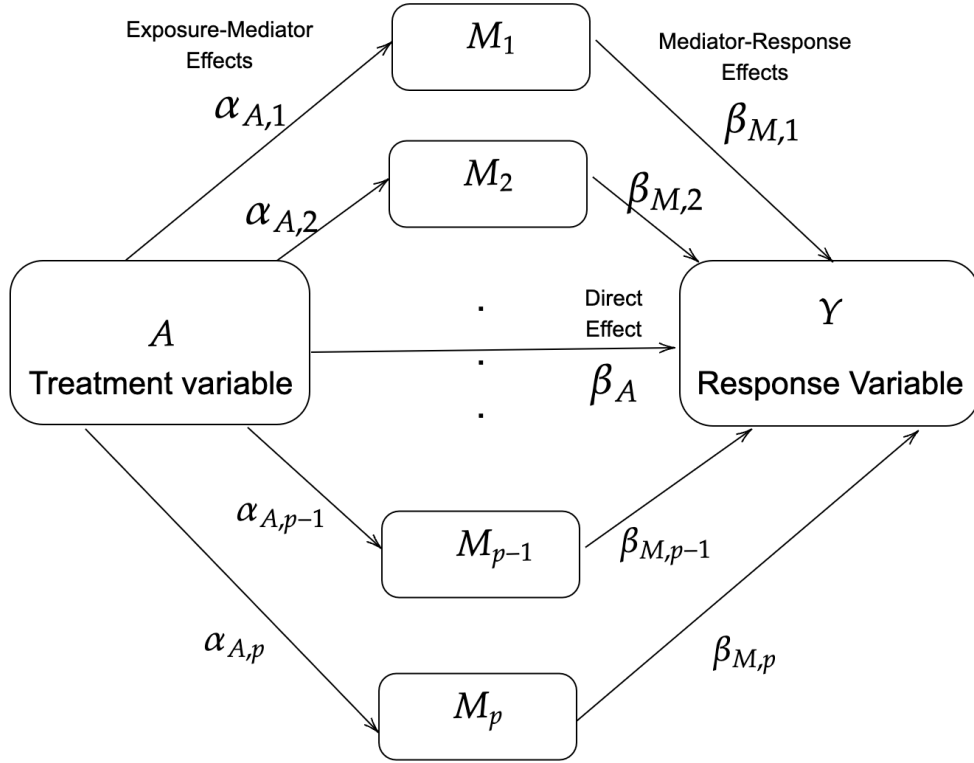 Exposure-Mediator
Effects
α_{A,1}
M_1
Mediator-Response
Effects
β_{M,1}
α_{A,2}
M_2
β_{M,2}
A
Treatment variable
.
.
.
Direct
Effect
β_A
Y
Response Variable
α_{A,p−1}
M_{p−1}
β_{M,p−1}
α_{A,p}
M_p
β_{M,p}